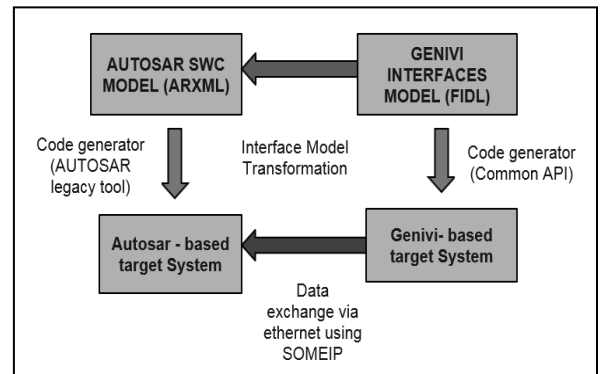 AUTOSAR SWC
MODEL (ARXML)
GENIVI
INTERFACES
MODEL (FIDL)
Code generator
(AUTOSAR
legacy tool)
Interface Model
Transformation
Code generator
(Common API)
Autosar - based
target System
Genivi- based
target System
Data
exchange via
ethernet using
SOMEIP